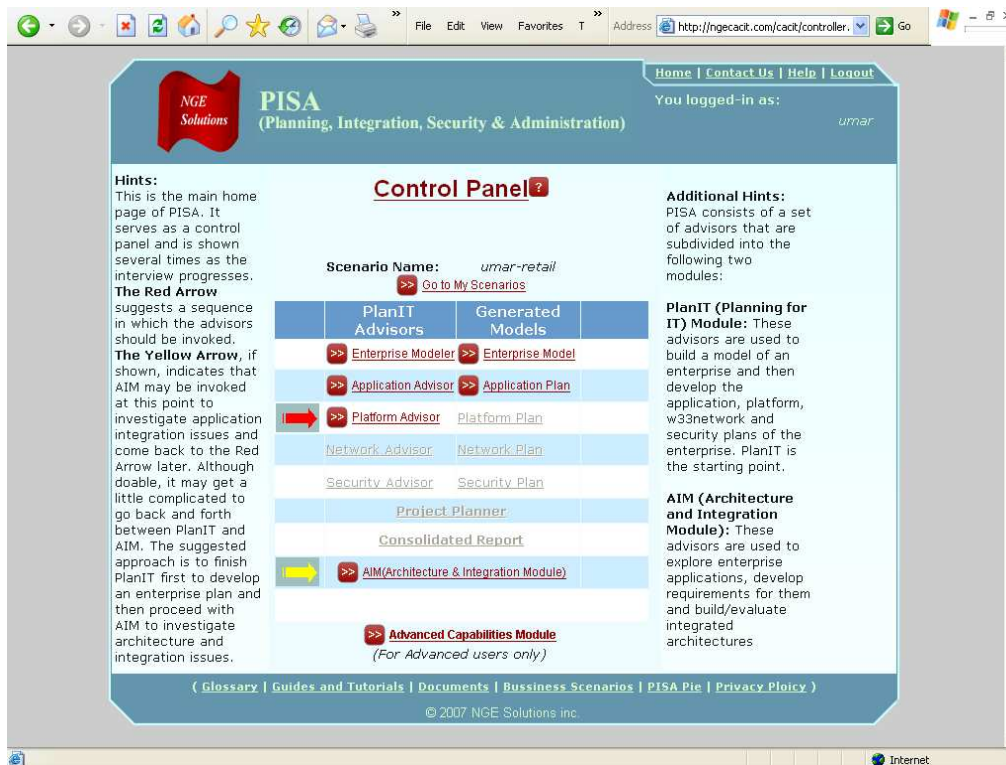 File Edit View Favorites T
Address http://ngecacit.com/cacit/controller. Go
Home | Contact Us | Help | Logout
NGE
Solutions
PISA
(Planning, Integration, Security & Administration)
You logged-in as:
umar
Hints:
This is the main home
page of PISA. It
serves as a control
panel and is shown
several times as the
interview progresses.
The Red Arrow
suggests a sequence
in which the advisors
should be invoked.
The Yellow Arrow, if
shown, indicates that
AIM may be invoked
at this point to
investigate application
integration issues and
come back to the Red
Arrow later. Although
doable, it may get a
little complicated to
go back and forth
between PlanIT and
AIM. The suggested
approach is to finish
PlanIT first to develop
an enterprise plan and
then proceed with
AIM to investigate
architecture and
integration issues.
Control Panel ?
Scenario Name: umar-retail
>> Go to My Scenarios
PlanIT
Advisors
Generated
Models
>> Enterprise Modeler >> Enterprise Model
>> Application Advisor >> Application Plan
>> Platform Advisor Platform Plan
Network Advisor Network Plan
Security Advisor Security Plan
Project Planner
Consolidated Report
>> AIM(Architecture & Integration Module)
>> Advanced Capabilities Module
(For Advanced users only)
Additional Hints:
PISA consists of a set
of advisors that are
subdivided into the
following two
modules:
PlanIT (Planning for
IT) Module: These
advisors are used to
build a model of an
enterprise and then
develop the
application, platform,
w33network and
security plans of the
enterprise. PlanIT is
the starting point.
AIM (Architecture
and Integration
Module): These
advisors are used to
explore enterprise
applications, develop
requirements for them
and build/evaluate
integrated
architectures
( Glossary | Guides and Tutorials | Documents | Bussiness Scenarios | PISA Pie | Privacy Ploicy )
© 2007 NGE Solutions inc.
Internet